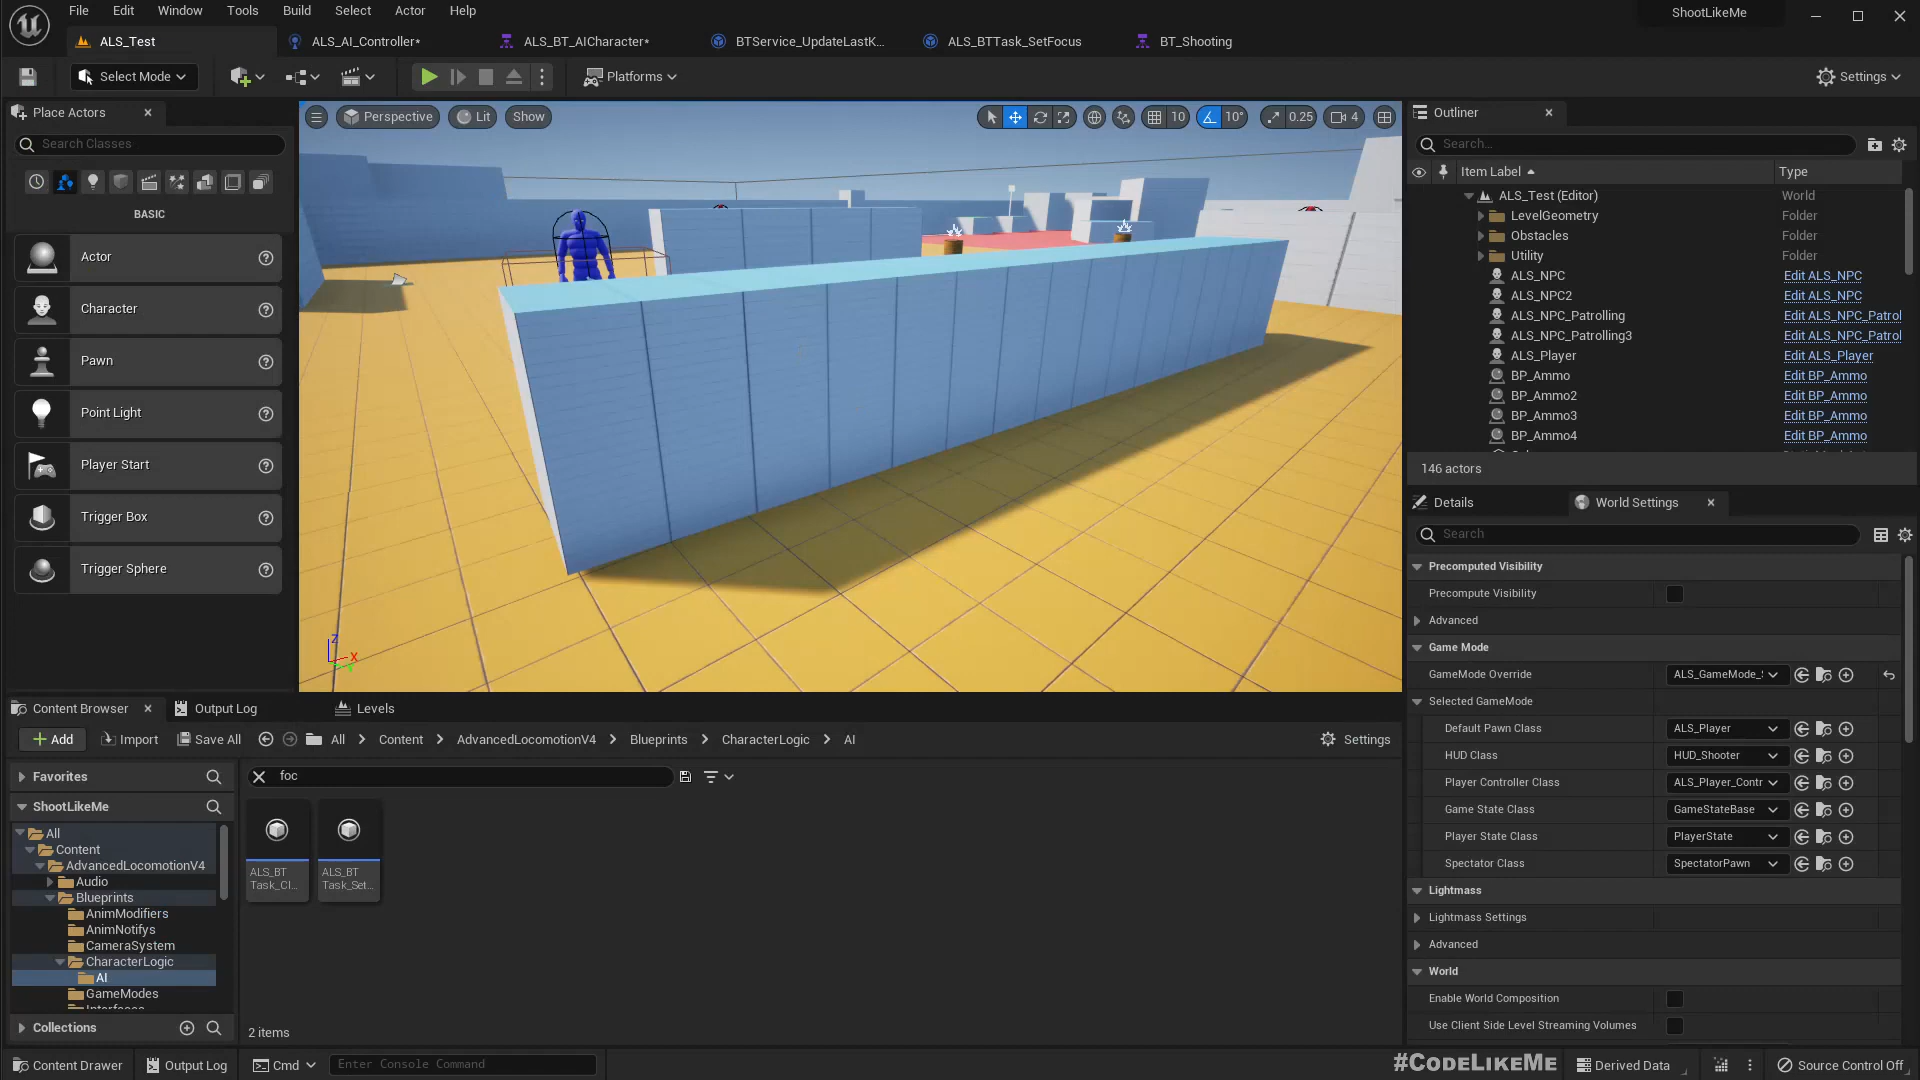 File Edit Window Tools Build Select Actor Help
ShootLikeMe
ALS_Test
ALS_AI_Controller*
ALS_BT_AICharacter*
BTService_UpdateLastK...
ALS_BTTask_SetFocus
BT_Shooting
Select Mode
Platforms
Settings
Place Actors
Search Classes
BASIC
Actor
Character
Pawn
Point Light
Player Start
Trigger Box
Trigger Sphere
Perspective
Lit
Show
10
10°
0.25
4
Z
X
Outliner
Search...
Item Label
Type
ALS_Test (Editor) World
LevelGeometry Folder
Obstacles Folder
Utility Folder
ALS_NPC Edit ALS_NPC
ALS_NPC2 Edit ALS_NPC
ALS_NPC_Patrolling Edit ALS_NPC_Patrol
ALS_NPC_Patrolling3 Edit ALS_NPC_Patrol
ALS_Player Edit ALS_Player
BP_Ammo Edit BP_Ammo
BP_Ammo2 Edit BP_Ammo
BP_Ammo3 Edit BP_Ammo
BP_Ammo4 Edit BP_Ammo
146 actors
Details
World Settings
Search
Precomputed Visibility
Precompute Visibility
Advanced
Game Mode
GameMode Override ALS_GameMode_
Selected GameMode
Default Pawn Class ALS_Player
HUD Class HUD_Shooter
Player Controller Class ALS_Player_Contr
Game State Class GameStateBase
Player State Class PlayerState
Spectator Class SpectatorPawn
Lightmass
Lightmass Settings
Advanced
World
Enable World Composition
Use Client Side Level Streaming Volumes
Content Browser
Output Log
Levels
Add
Import
Save All
All
Content
AdvancedLocomotionV4
Blueprints
CharacterLogic
AI
Settings
Favorites
foc
ShootLikeMe
All
Content
AdvancedLocomotionV4
Audio
Blueprints
AnimModifiers
AnimNotifys
CameraSystem
CharacterLogic
AI
GameModes
ALS_BT
Task_Cl...
ALS_BT
Task_Set...
Collections
2 items
Content Drawer
Output Log
Cmd
Enter Console Command
#CODELIKEME
Derived Data
Source Control Off